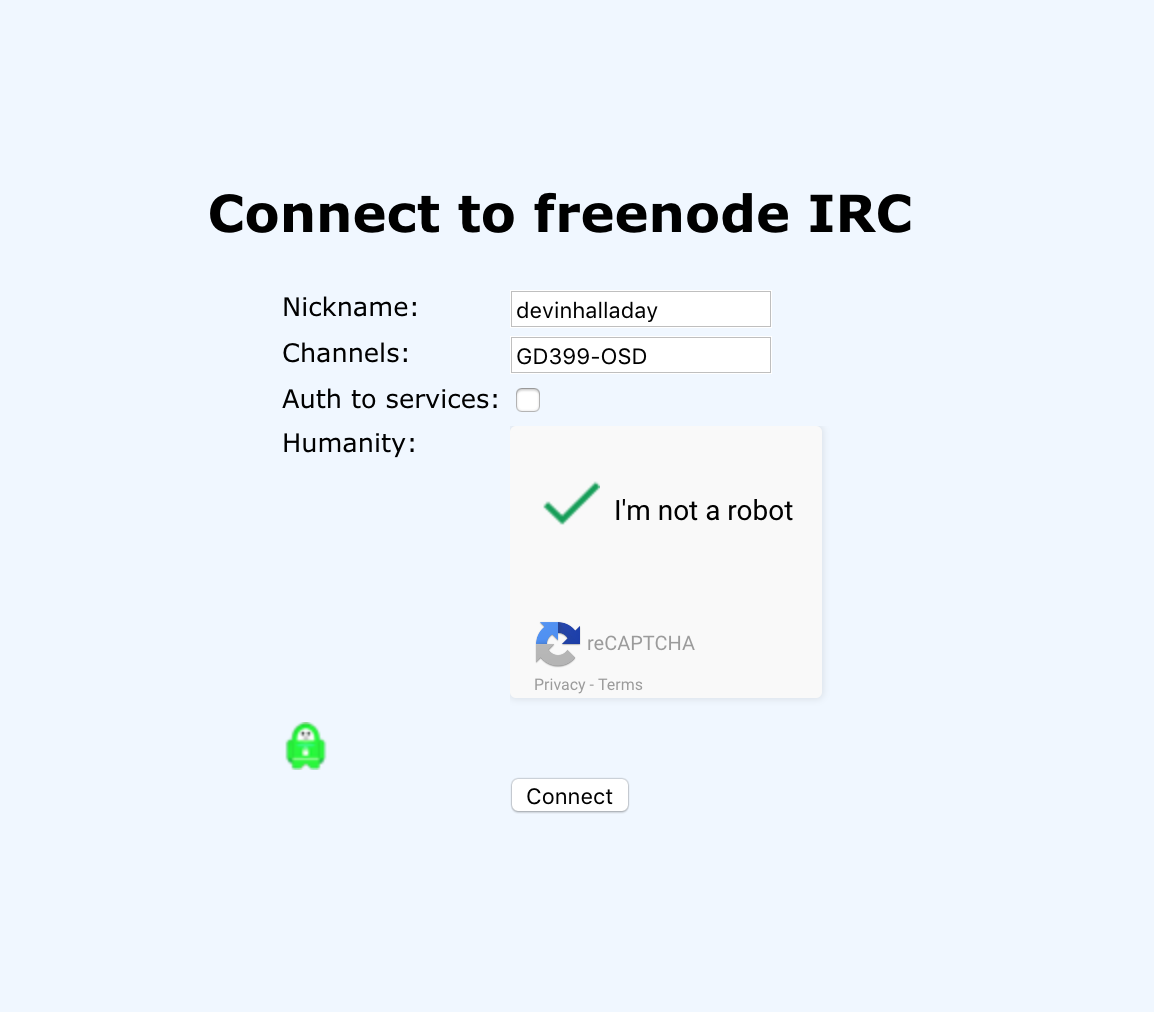 Connect to freenode IRC
Nickname: devinhalladay
Channels: GD399-OSD
Auth to services:
Humanity:
I'm not a robot
reCAPTCHA
Privacy - Terms
Connect